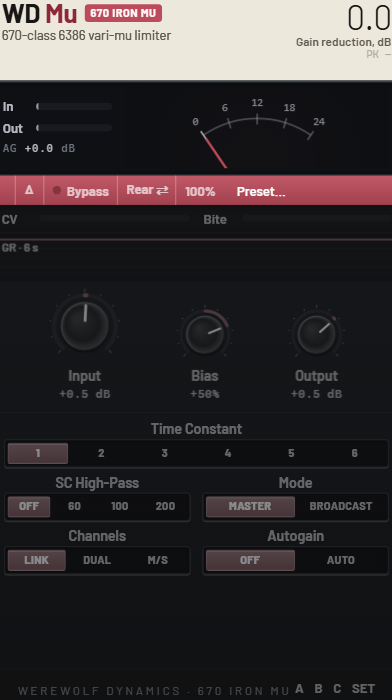 WD Mu 670 IRON MU
0.0
670-class 6386 vari-mu limiter
Gain reduction, dB
PK –
In
Out
AG +0.0 dB
0 6 12 18 24
Δ Bypass Rear ⇄ 100% Preset...
CV Bite
GR · 6 s
Input Bias Output
+0.5 dB +50% +0.5 dB
Time Constant
1 2 3 4 5 6
SC High-Pass Mode
OFF 60 100 200 MASTER BROADCAST
Channels Autogain
LINK DUAL M/S OFF AUTO
WEREWOLF DYNAMICS · 670 IRON MU A B C SET